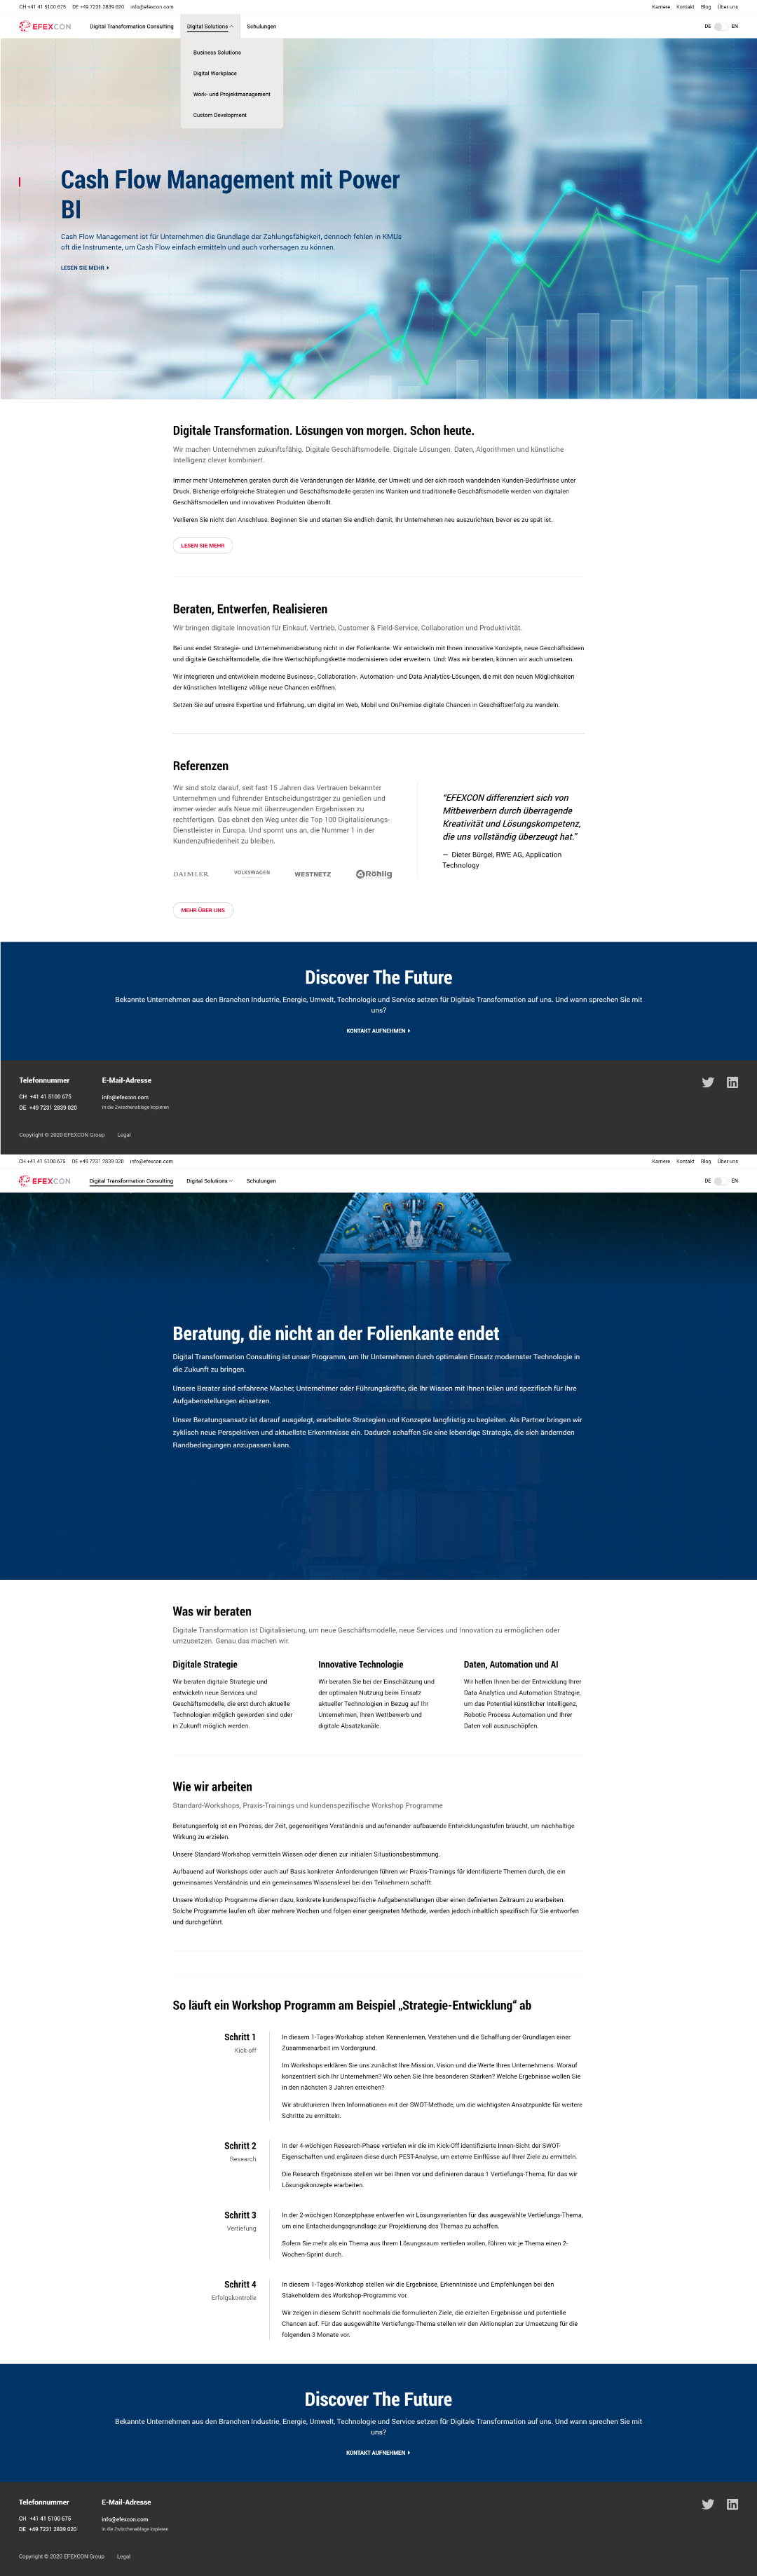 CH +41 41 5100 675 DE +49 7231 2839 020 info@efexcon.com Karriere Kontakt Blog Über uns
EFEXCON Digital Transformation Consulting Digital Solutions Schulungen DE EN
Business Solutions
Digital Workplace
Work- und Projektmanagement
Custom Development
Cash Flow Management mit Power
BI
Cash Flow Management ist für Unternehmen die Grundlage der Zahlungsfähigkeit, dennoch fehlen in KMUs
oft die Instrumente, um Cash Flow einfach ermitteln und auch vorhersagen zu können.
LESEN SIE MEHR
Digitale Transformation. Lösungen von morgen. Schon heute.
Wir machen Unternehmen zukunftsfähig. Digitale Geschäftsmodelle. Digitale Lösungen. Daten, Algorithmen und künstliche
Intelligenz clever kombiniert.
Immer mehr Unternehmen geraten durch die Veränderungen der Märkte, der Umwelt und der sich rasch wandelnden Kunden-Bedürfnisse unter
Druck. Bisherige erfolgreiche Strategien und Geschäftsmodelle geraten ins Wanken und traditionelle Geschäftsmodelle werden von digitalen
Geschäftsmodellen und innovativen Produkten überrollt.
Verlieren Sie nicht den Anschluss. Beginnen Sie und starten Sie endlich damit, Ihr Unternehmen neu auszurichten, bevor es zu spät ist.
LESEN SIE MEHR
Beraten, Entwerfen, Realisieren
Wir bringen digitale Innovation für Einkauf, Vertrieb, Customer & Field-Service, Collaboration und Produktivität.
Bei uns endet Strategie- und Unternehmensberatung nicht in der Folienkante. Wir entwickeln mit Ihnen innovative Konzepte, neue Geschäftsideen
und digitale Geschäftsmodelle, die Ihre Wertschöpfungskette modernisieren oder erweitern. Und: Was wir beraten, können wir auch umsetzen.
Wir integrieren und entwickeln moderne Business-, Collaboration-, Automation- und Data Analytics-Lösungen, die mit den neuen Möglichkeiten
der künstlichen Intelligenz völlige neue Chancen eröffnen.
Setzen Sie auf unsere Expertise und Erfahrung, um digital im Web, Mobil und OnPremise digitale Chancen in Geschäftserfolg zu wandeln.
Referenzen
Wir sind stolz darauf, seit fast 15 Jahren das Vertrauen bekannter
Unternehmen und führender Entscheidungsträger zu genießen und
immer wieder aufs Neue mit überzeugenden Ergebnissen zu
rechtfertigen. Das ebnet den Weg unter die Top 100 Digitalisierungs-
Dienstleister in Europa. Und spornt uns an, die Nummer 1 in der
Kundenzufriedenheit zu bleiben.
"EFEXCON differenziert sich von
Mitbewerbern durch überragende
Kreativität und Lösungskompetenz,
die uns vollständig überzeugt hat."
— Dieter Bürgel, RWE AG, Application
Technology
DAIMLER VOLKSWAGEN WESTNETZ Röhlig
MEHR ÜBER UNS
Discover The Future
Bekannte Unternehmen aus den Branchen Industrie, Energie, Umwelt, Technologie und Service setzen für Digitale Transformation auf uns. Und wann sprechen Sie mit
uns?
KONTAKT AUFNEHMEN
Telefonnummer E-Mail-Adresse
CH +41 41 5100 675 info@efexcon.com
DE +49 7231 2839 020 in die Zwischenablage kopieren
Copyright © 2020 EFEXCON Group Legal
CH +41 41 5100 675 DE +49 7231 2839 020 info@efexcon.com Karriere Kontakt Blog Über uns
EFEXCON Digital Transformation Consulting Digital Solutions Schulungen DE EN
Beratung, die nicht an der Folienkante endet
Digital Transformation Consulting ist unser Programm, um Ihr Unternehmen durch optimalen Einsatz modernster Technologie in
die Zukunft zu bringen.
Unsere Berater sind erfahrene Macher, Unternehmer oder Führungskräfte, die Ihr Wissen mit Ihnen teilen und spezifisch für Ihre
Aufgabenstellungen einsetzen.
Unser Beratungsansatz ist darauf ausgelegt, erarbeitete Strategien und Konzepte langfristig zu begleiten. Als Partner bringen wir
zyklisch neue Perspektiven und aktuellste Erkenntnisse ein. Dadurch schaffen Sie eine lebendige Strategie, die sich ändernden
Randbedingungen anzupassen kann.
Was wir beraten
Digitale Transformation ist Digitalisierung, um neue Geschäftsmodelle, neue Services und Innovation zu ermöglichen oder
umzusetzen. Genau das machen wir.
Digitale Strategie
Wir beraten digitale Strategie und
entwickeln neue Services und
Geschäftsmodelle, die erst durch aktuelle
Technologien möglich geworden sind oder
in Zukunft möglich werden.
Innovative Technologie
Wir beraten Sie bei der Einschätzung und
der optimalen Nutzung beim Einsatz
aktueller Technologien in Bezug auf Ihr
Unternehmen, Ihren Wettbewerb und
digitale Absatzkanäle.
Daten, Automation und AI
Wir helfen Ihnen bei der Entwicklung Ihrer
Data Analytics und Automation Strategie,
um das Potential künstlicher Intelligenz,
Robotic Process Automation und Ihrer
Daten voll auszuschöpfen.
Wie wir arbeiten
Standard-Workshops, Praxis-Trainings und kundenspezifische Workshop Programme
Beratungserfolg ist ein Prozess, der Zeit, gegenseitiges Verständnis und aufeinander aufbauende Entwicklungsstufen braucht, um nachhaltige
Wirkung zu erzielen.
Unsere Standard-Workshop vermitteln Wissen oder dienen zur initialen Situationsbestimmung.
Aufbauend auf Workshops oder auch auf Basis konkreter Anforderungen führen wir Praxis-Trainings für identifizierte Themen durch, die ein
gemeinsames Verständnis und ein gemeinsames Wissenslevel bei den Teilnehmern schafft.
Unsere Workshop Programme dienen dazu, konkrete kundenspezifische Aufgabenstellungen über einen definierten Zeitraum zu erarbeiten.
Solche Programme laufen oft über mehrere Wochen und folgen einer geeigneten Methode, werden jedoch inhaltlich spezifisch für Sie entworfen
und durchgeführt.
So läuft ein Workshop Programm am Beispiel „Strategie-Entwicklung“ ab
Schritt 1
Kick-off
In diesem 1-Tages-Workshop stehen Kennenlernen, Verstehen und die Schaffung der Grundlagen einer
Zusammenarbeit im Vordergrund.
Im Workshops erklären Sie uns zunächst Ihre Mission, Vision und die Werte Ihres Unternehmens. Worauf
konzentriert sich Ihr Unternehmen? Wo sehen Sie Ihre besonderen Stärken? Welche Ergebnisse wollen Sie
in den nächsten 3 Jahren erreichen?
Wir strukturieren Ihren Informationen mit der SWOT-Methode, um die wichtigsten Ansatzpunkte für weitere
Schritte zu ermitteln.
Schritt 2
Research
In der 4-wöchigen Research-Phase vertiefen wir die im Kick-Off identifizierte Innen-Sicht der SWOT-
Eigenschaften und ergänzen diese durch PEST-Analyse, um externe Einflüsse auf Ihrer Ziele zu ermitteln.
Die Research Ergebnisse stellen wir bei Ihnen vor und definieren daraus 1 Vertiefungs-Thema, für das wir
Lösungskonzepte erarbeiten.
Schritt 3
Vertiefung
In der 2-wöchigen Konzeptphase entwerfen wir Lösungsvarianten für das ausgewählte Vertiefungs-Thema,
um eine Entscheidungsgrundlage zur Projektierung des Themas zu schaffen.
Sofern Sie mehr als ein Thema aus Ihrem Lösungsraum vertiefen wollen, führen wir je Thema einen 2-
Wochen-Sprint durch.
Schritt 4
Erfolgskontrolle
In diesem 1-Tages-Workshop stellen wir die Ergebnisse, Erkenntnisse und Empfehlungen bei den
Stakeholdern des Workshop-Programms vor.
Wir zeigen in diesem Schritt nochmals die formulierten Ziele, die erzielten Ergebnisse und potentielle
Chancen auf. Für das ausgewählte Vertiefungs-Thema stellen wir den Aktionsplan zur Umsetzung für die
folgenden 3 Monate vor.
Discover The Future
Bekannte Unternehmen aus den Branchen Industrie, Energie, Umwelt, Technologie und Service setzen für Digitale Transformation auf uns. Und wann sprechen Sie mit
uns?
KONTAKT AUFNEHMEN
Telefonnummer E-Mail-Adresse
CH +41 41 5100 675 info@efexcon.com
DE +49 7231 2839 020 in die Zwischenablage kopieren
Copyright © 2020 EFEXCON Group Legal